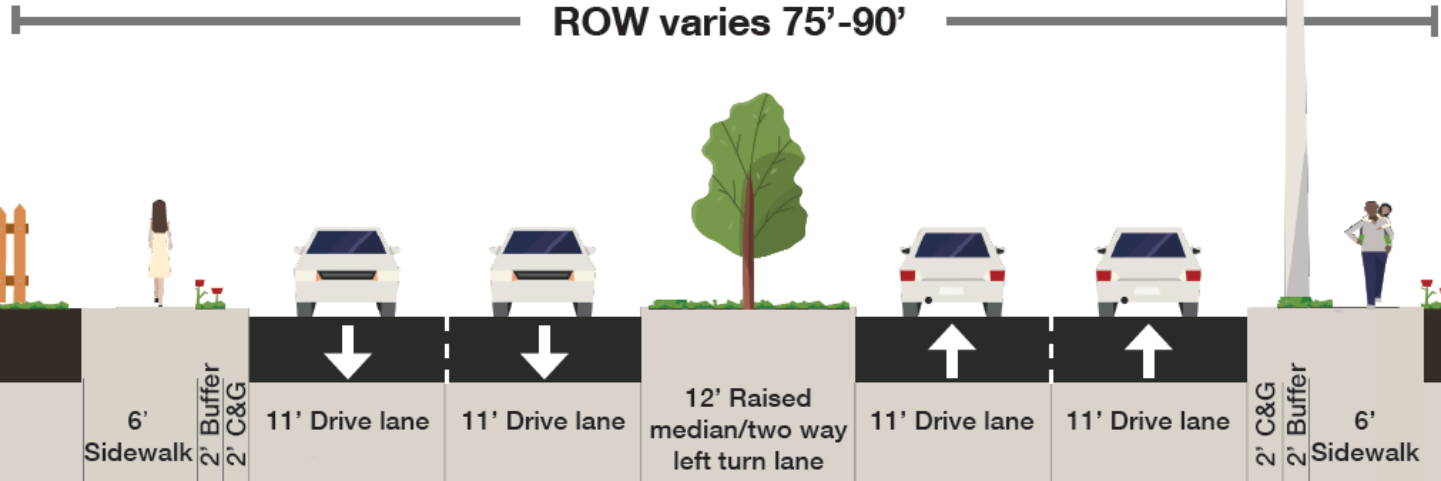 ROW varies 75’-90’
6’
Sidewalk
2’ Buffer
2’ C&G
11’ Drive lane
11’ Drive lane
12’ Raised
median/two way
left turn lane
11’ Drive lane
11’ Drive lane
2’ C&G
2’ Buffer
6’
Sidewalk